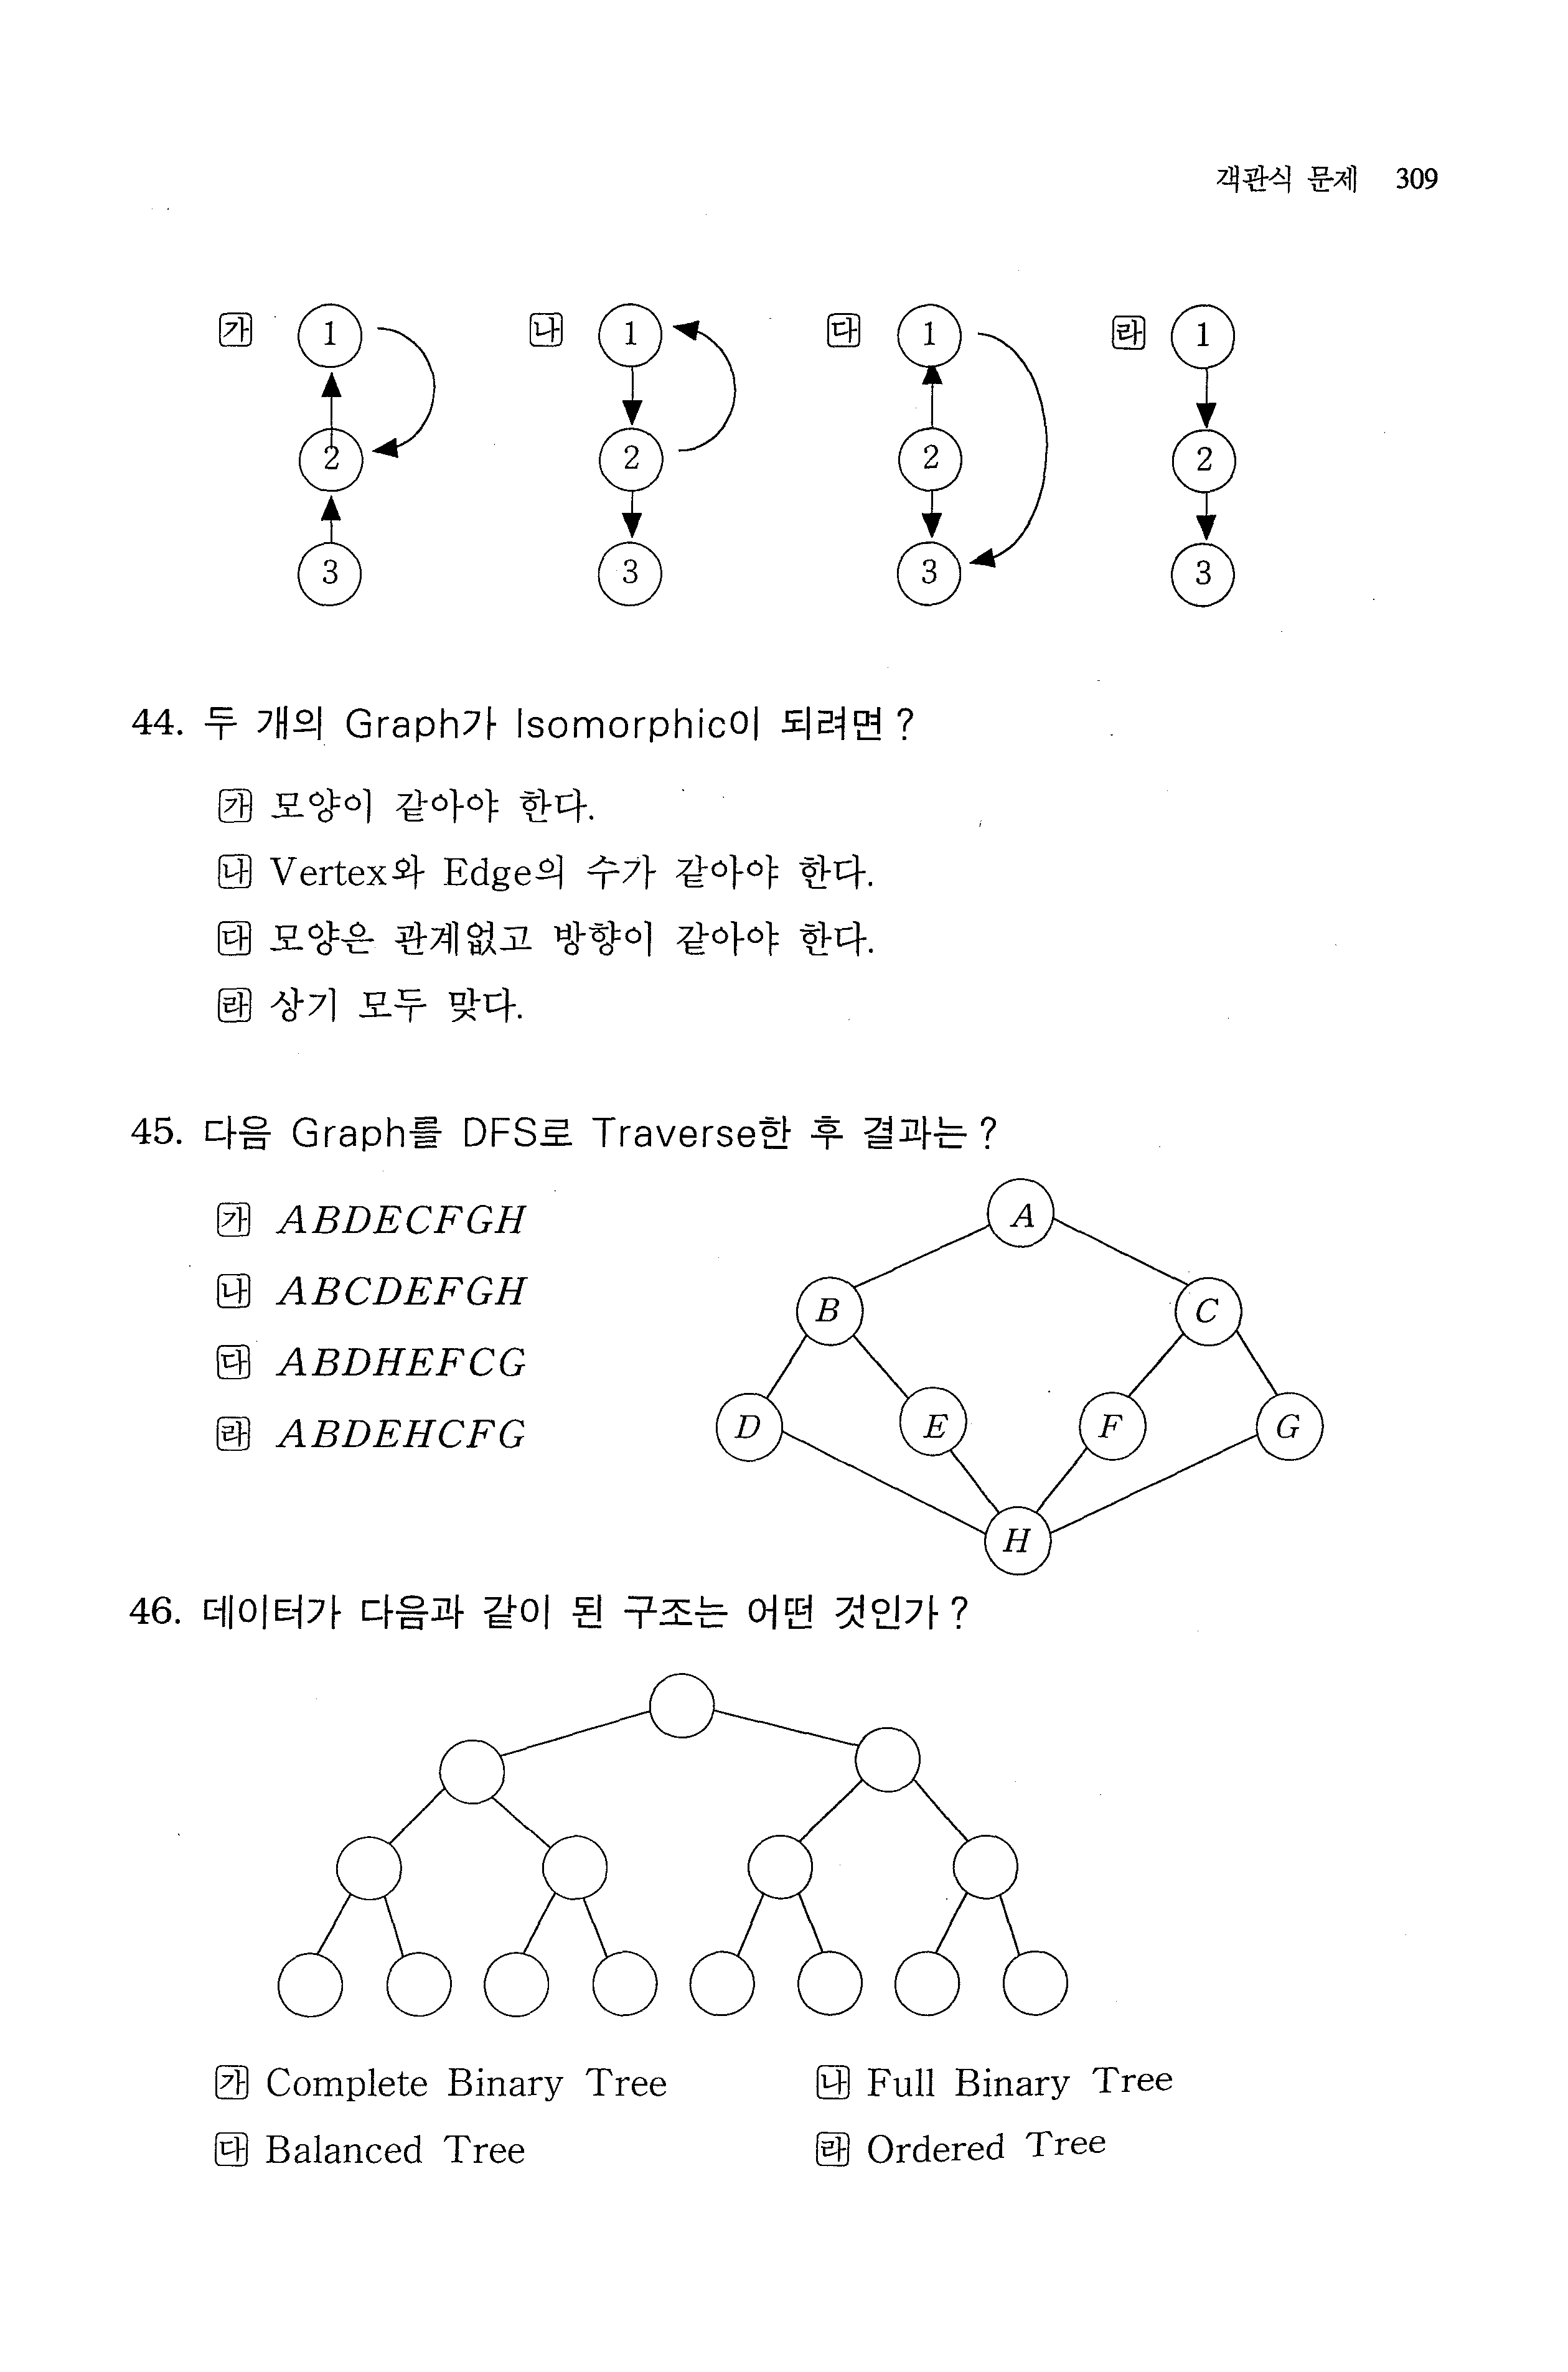 객관식 문제 309
가 1 나 1 다 1 라 1
2 2 2 2
3 3 3 3
44. 두 개의 Graph가 Isomorphic이 되려면?
가 모양이 같아야 한다.
나 Vertex와 Edge의 수가 같아야 한다.
다 모양은 관계없고 방향이 같아야 한다.
라 상기 모두 맞다.
45. 다음 Graph를 DFS로 Traverse한 후 결과는?
가 ABDECFGH
나 ABCDEFGH
다 ABDHEFCG
라 ABDEHCFG
A
B C
D E F G
H
46. 데이터가 다음과 같이 된 구조는 어떤 것인가?
가 Complete Binary Tree 나 Full Binary Tree
다 Balanced Tree 라 Ordered Tree